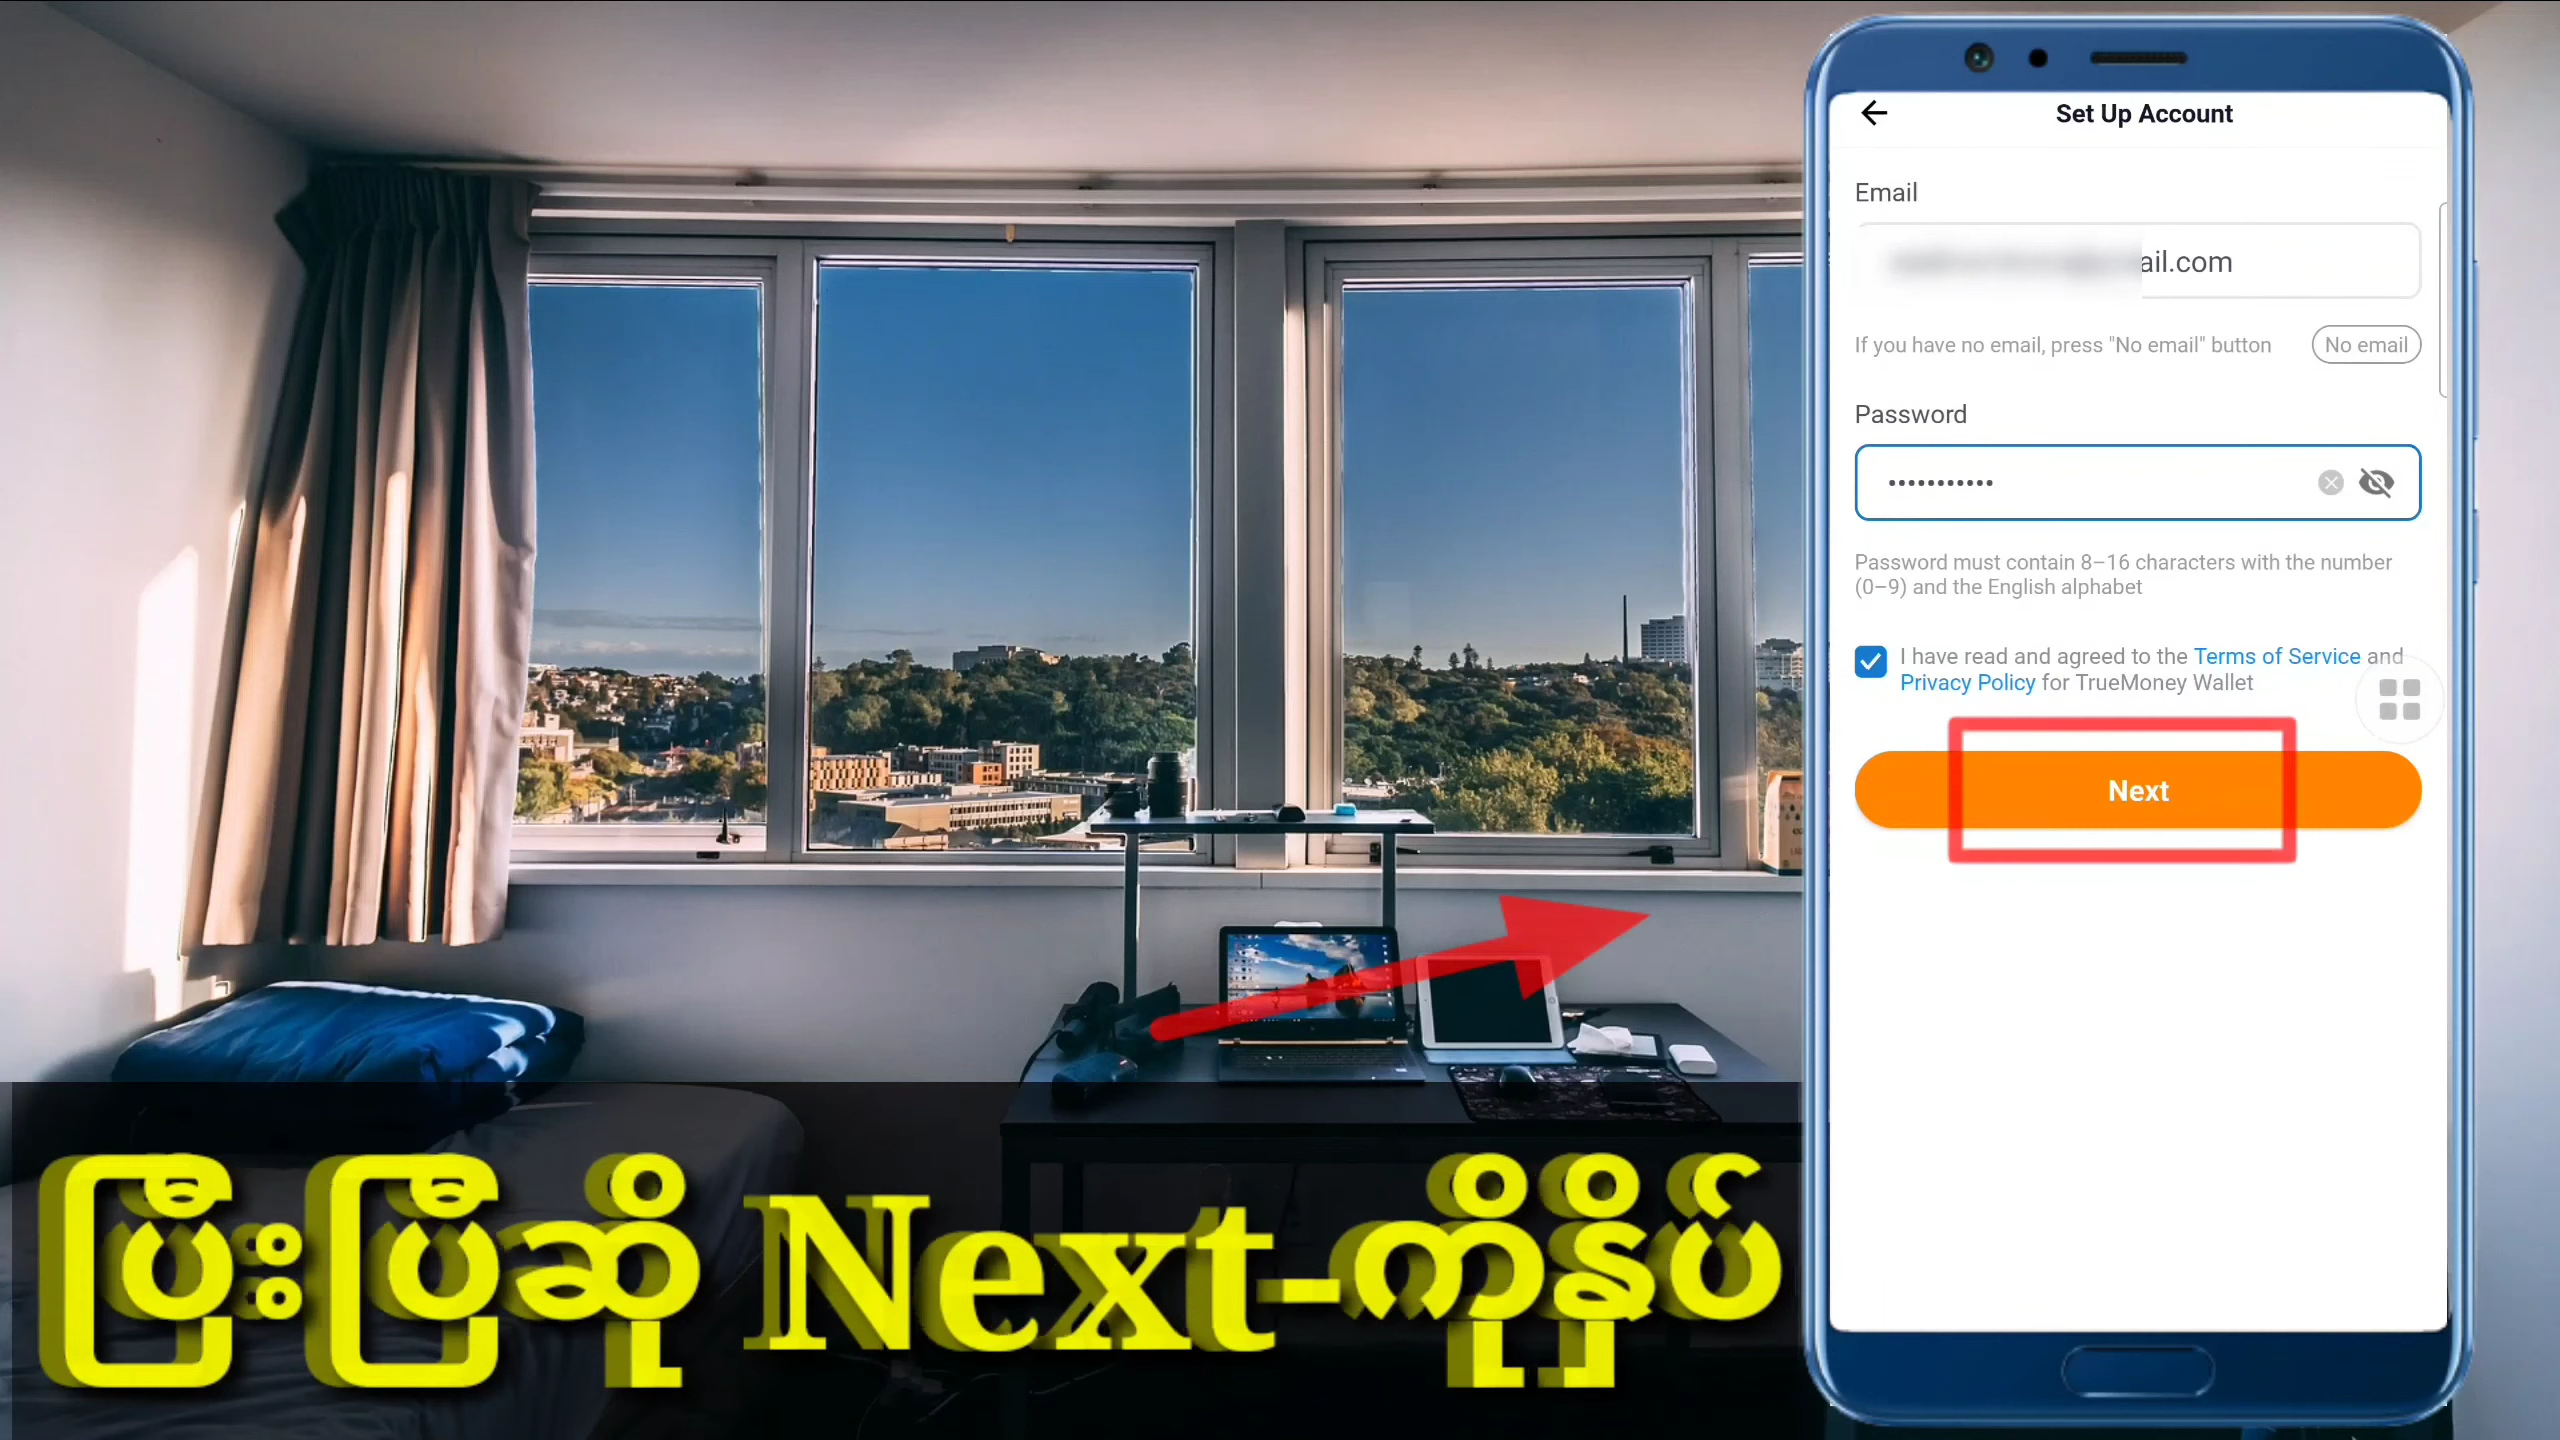 Set Up Account
Email
ail.com
If you have no email, press "No email" button
No email
Password
•••••••••••
Password must contain 8–16 characters with the number
(0–9) and the English alphabet
I have read and agreed to the Terms of Service and
Privacy Policy for TrueMoney Wallet
Next
ပြီးပြီဆို Next-ကိုနှိပ်